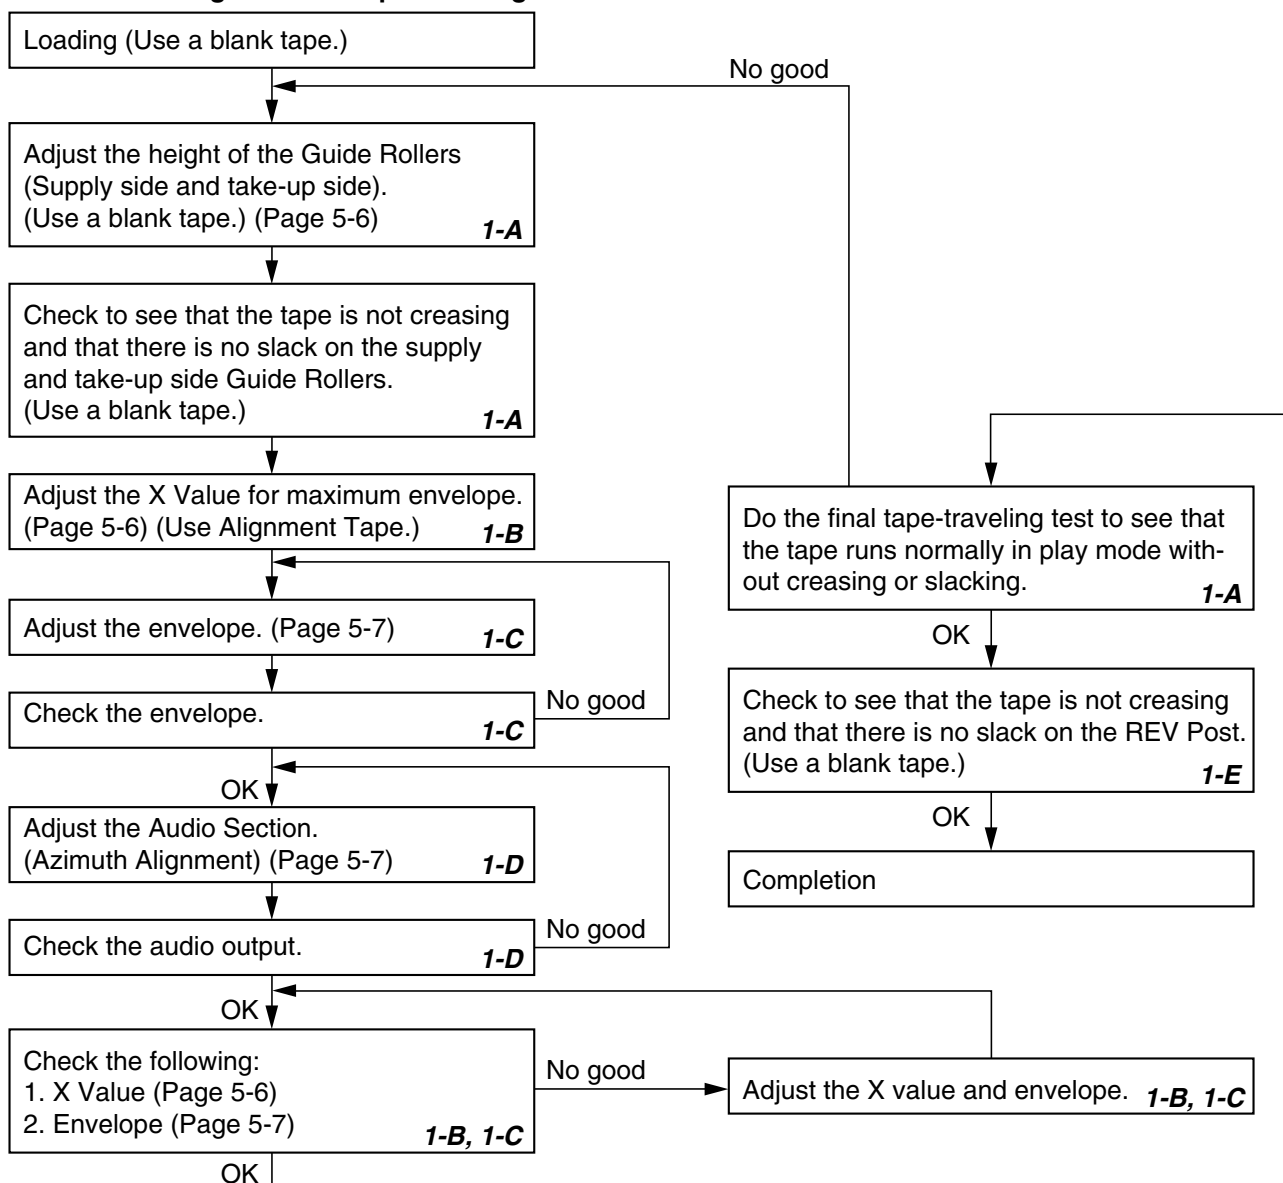 Loading (Use a blank tape.)
No good
Adjust the height of the Guide Rollers
(Supply side and take-up side).
(Use a blank tape.) (Page 5-6)
1-A
Check to see that the tape is not creasing
and that there is no slack on the supply
and take-up side Guide Rollers.
(Use a blank tape.)
1-A
Adjust the X Value for maximum envelope.
(Page 5-6) (Use Alignment Tape.)
1-B
Adjust the envelope. (Page 5-7)
1-C
Check the envelope.
1-C
No good
OK
Adjust the Audio Section.
(Azimuth Alignment) (Page 5-7)
1-D
Check the audio output.
1-D
No good
OK
Check the following:
1. X Value (Page 5-6)
2. Envelope (Page 5-7)
1-B, 1-C
No good
Adjust the X value and envelope.
1-B, 1-C
OK
Do the final tape-traveling test to see that
the tape runs normally in play mode with-
out creasing or slacking.
1-A
OK
Check to see that the tape is not creasing
and that there is no slack on the REV Post.
(Use a blank tape.)
1-E
OK
Completion